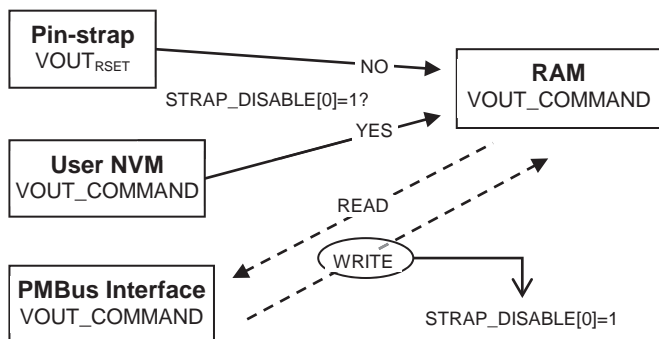 Pin-strap
VOUTRSET
NO
RAM
VOUT_COMMAND
STRAP_DISABLE[0]=1?
YES
User NVM
VOUT_COMMAND
READ
WRITE
PMBus Interface
VOUT_COMMAND
STRAP_DISABLE[0]=1